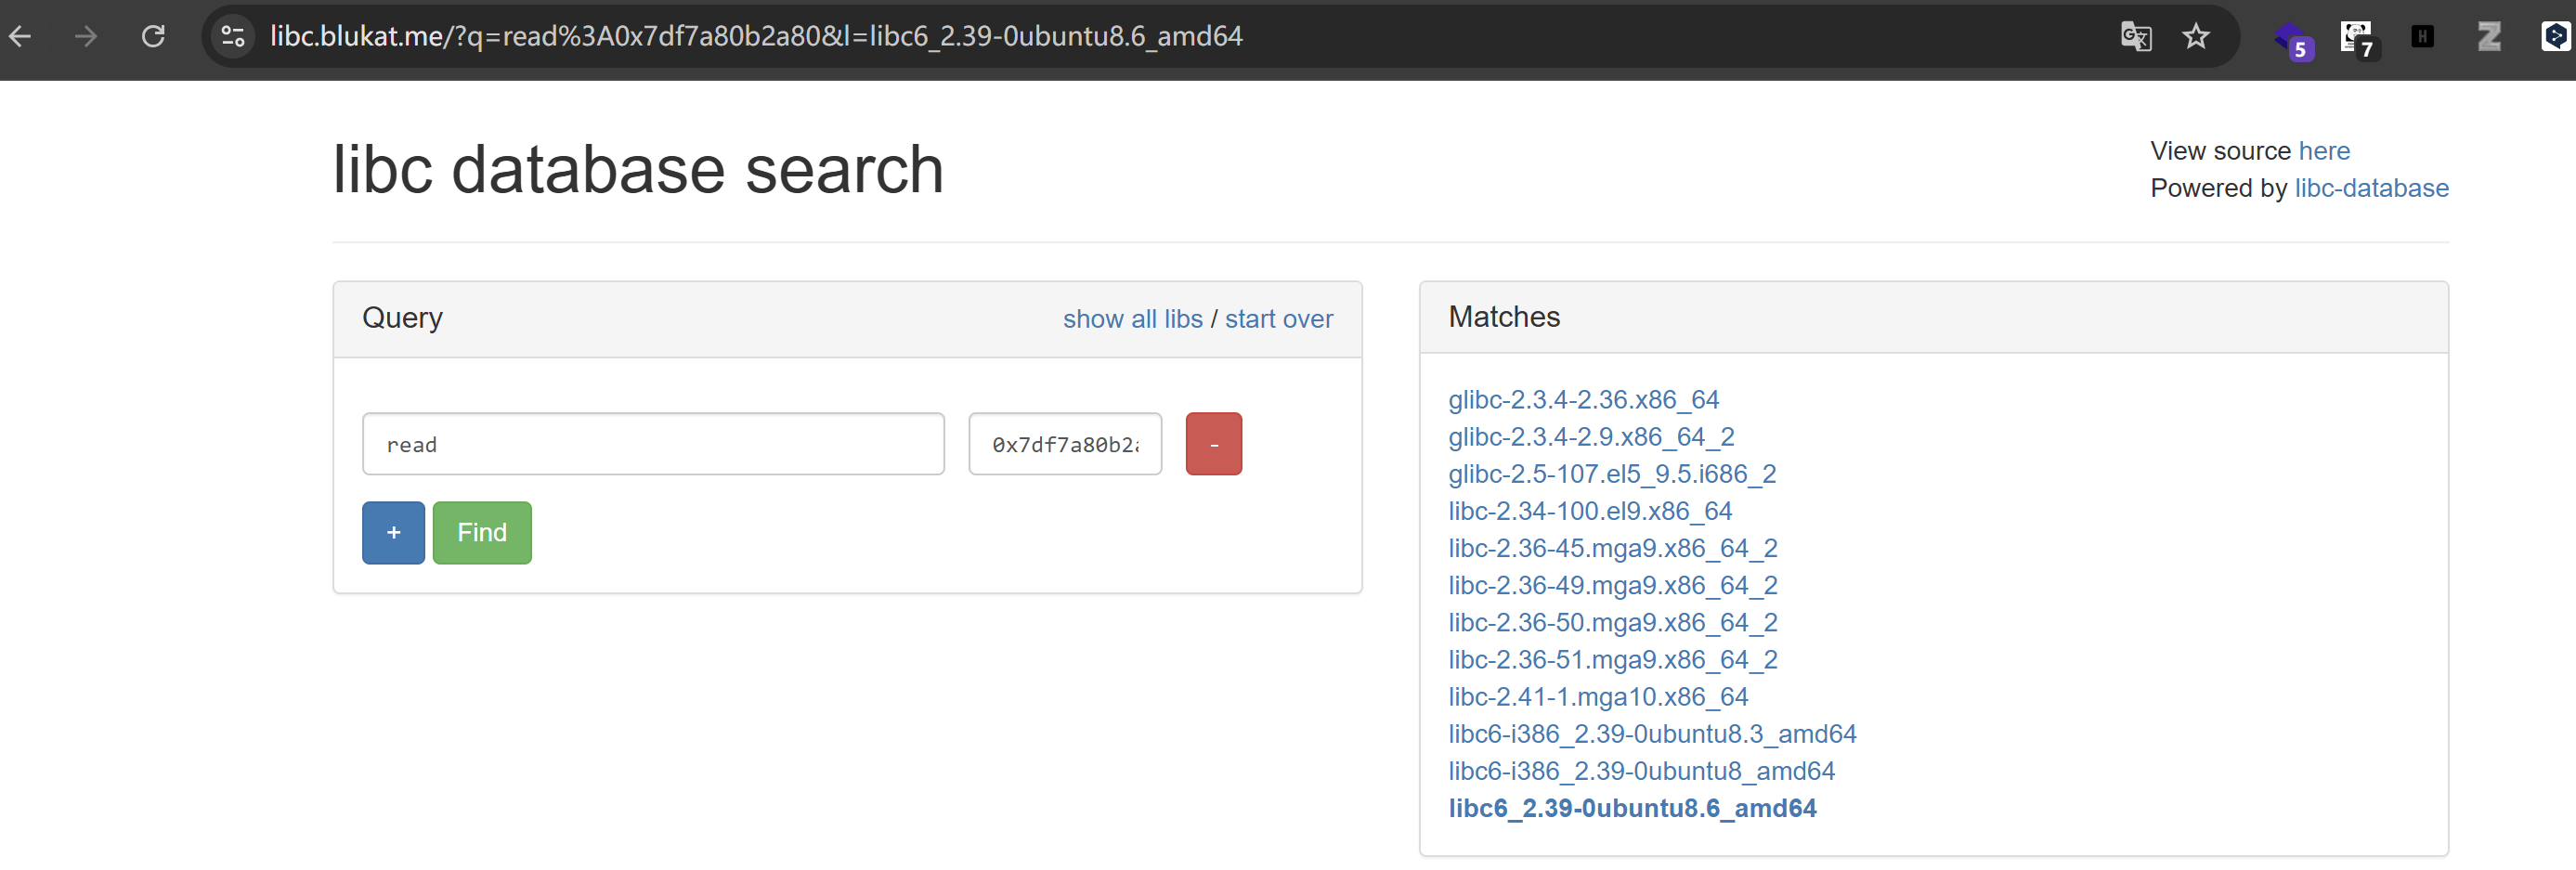 libc.blukat.me/?q=read%3A0x7df7a80b2a80&l=libc6_2.39-0ubuntu8.6_amd64
5
7
H
libc database search
View source here
Powered by libc-database
Query
show all libs / start over
read
0x7df7a80b2a
-
+
Find
Matches
glibc-2.3.4-2.36.x86_64
glibc-2.3.4-2.9.x86_64_2
glibc-2.5-107.el5_9.5.i686_2
libc-2.34-100.el9.x86_64
libc-2.36-45.mga9.x86_64_2
libc-2.36-49.mga9.x86_64_2
libc-2.36-50.mga9.x86_64_2
libc-2.36-51.mga9.x86_64_2
libc-2.41-1.mga10.x86_64
libc6-i386_2.39-0ubuntu8.3_amd64
libc6-i386_2.39-0ubuntu8_amd64
libc6_2.39-0ubuntu8.6_amd64